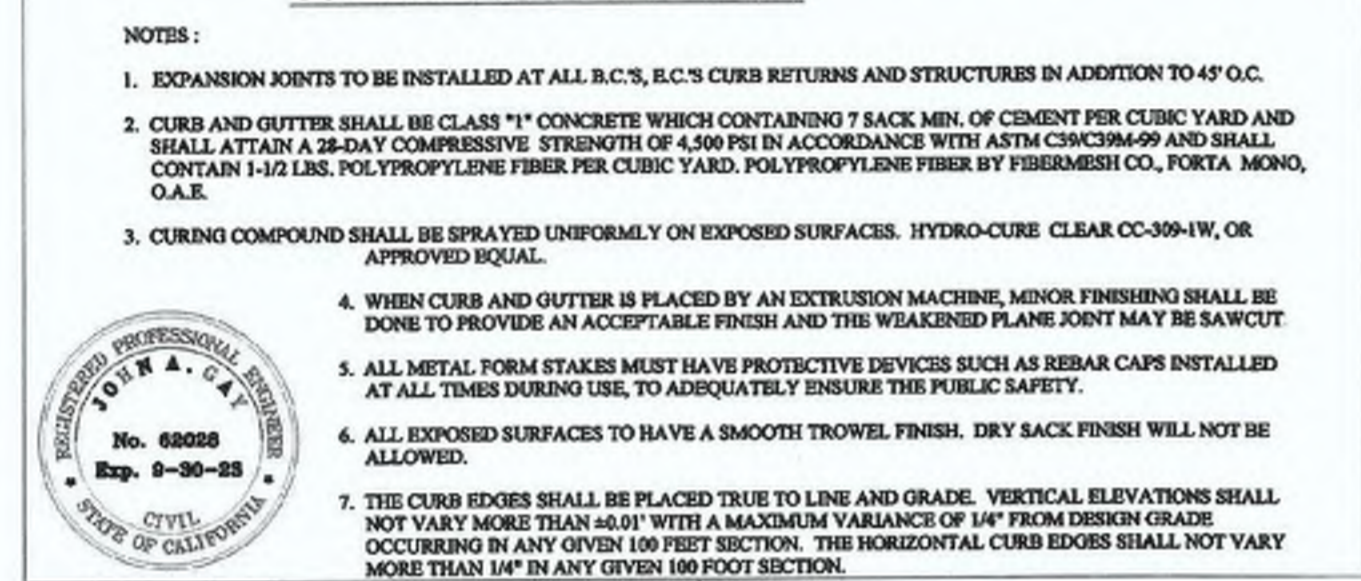 NOTES :
1. EXPANSION JOINTS TO BE INSTALLED AT ALL B.C.'S, E.C.'S CURB RETURNS AND STRUCTURES IN ADDITION TO 45' O.C.
2. CURB AND GUTTER SHALL BE CLASS "1" CONCRETE WHICH CONTAINING 7 SACK MIN. OF CEMENT PER CUBIC YARD AND
SHALL ATTAIN A 28-DAY COMPRESSIVE STRENGTH OF 4,500 PSI IN ACCORDANCE WITH ASTM C39/C39M-99 AND SHALL
CONTAIN 1-1/2 LBS. POLYPROPYLENE FIBER PER CUBIC YARD. POLYPROPYLENE FIBER BY FIBERMESH CO., FORTA MONO,
O.A.E.
3. CURING COMPOUND SHALL BE SPRAYED UNIFORMLY ON EXPOSED SURFACES. HYDRO-CURE CLEAR CC-309-1W, OR
APPROVED EQUAL.
4. WHEN CURB AND GUTTER IS PLACED BY AN EXTRUSION MACHINE, MINOR FINISHING SHALL BE
DONE TO PROVIDE AN ACCEPTABLE FINISH AND THE WEAKENED PLANE JOINT MAY BE SAWCUT
5. ALL METAL FORM STAKES MUST HAVE PROTECTIVE DEVICES SUCH AS REBAR CAPS INSTALLED
AT ALL TIMES DURING USE, TO ADEQUATELY ENSURE THE PUBLIC SAFETY.
6. ALL EXPOSED SURFACES TO HAVE A SMOOTH TROWEL FINISH. DRY SACK FINISH WILL NOT BE
ALLOWED.
7. THE CURB EDGES SHALL BE PLACED TRUE TO LINE AND GRADE. VERTICAL ELEVATIONS SHALL
NOT VARY MORE THAN ±0.01' WITH A MAXIMUM VARIANCE OF 1/4" FROM DESIGN GRADE
OCCURRING IN ANY GIVEN 100 FEET SECTION. THE HORIZONTAL CURB EDGES SHALL NOT VARY
MORE THAN 1/4" IN ANY GIVEN 100 FOOT SECTION.
REGISTERED PROFESSIONAL ENGINEER
JOHN A. GAY
No. 62028
Exp. 9-30-23
CIVIL
STATE OF CALIFORNIA